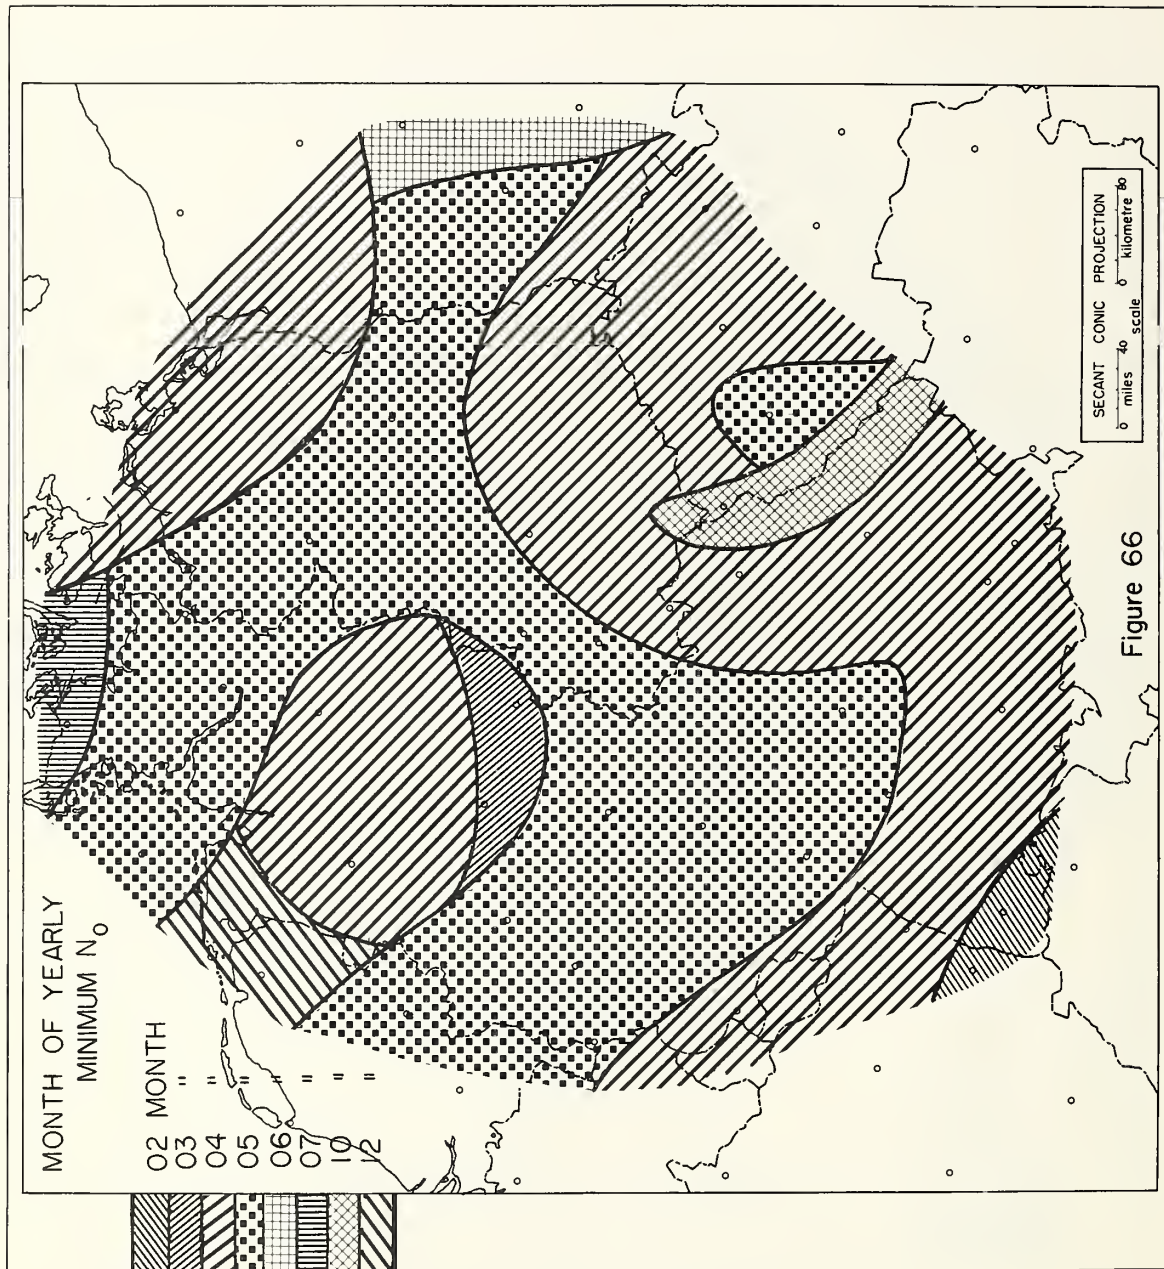 MONTH OF YEARLY
MINIMUM N₀
02 MONTH
03 "
04 "
05 "
06 "
07 "
10 "
12 "
SECANT CONIC PROJECTION
0 miles 40 0 kilometre 80
scale
Figure 66